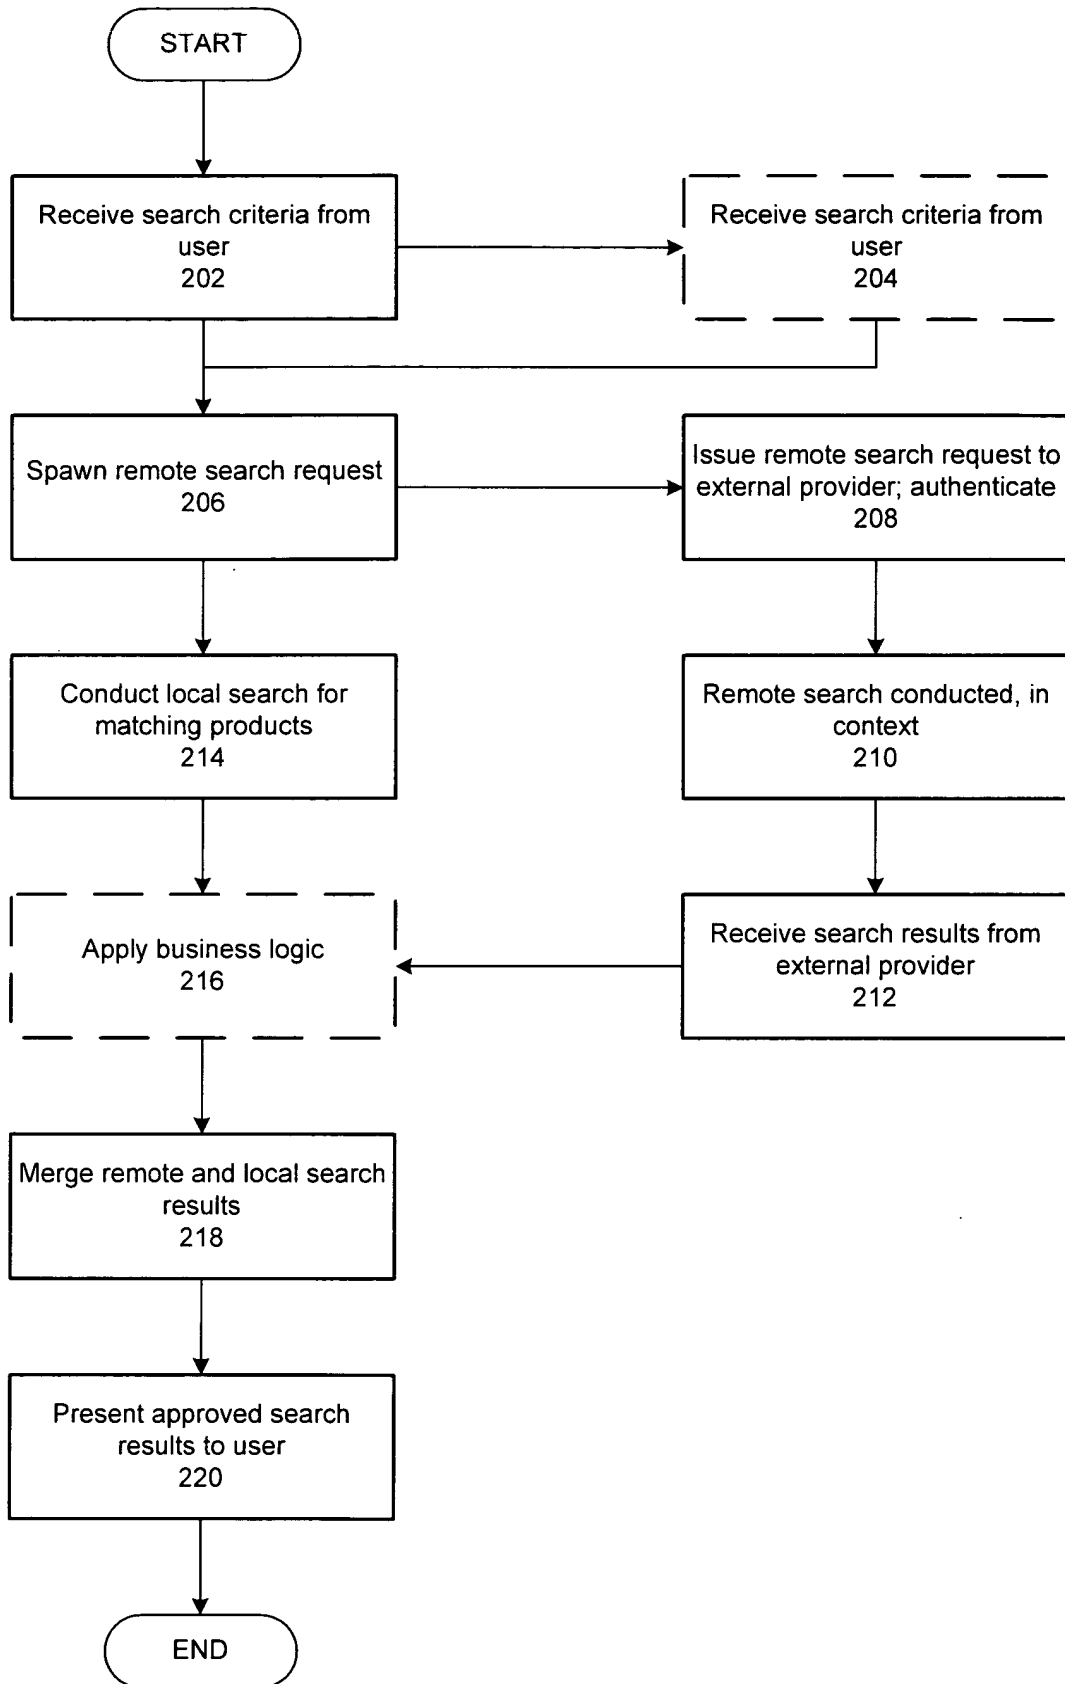 START
Receive search criteria from
user
202
Receive search criteria from
user
204
Spawn remote search request
206
Issue remote search request to
external provider; authenticate
208
Conduct local search for
matching products
214
Remote search conducted, in
context
210
Apply business logic
216
Receive search results from
external provider
212
Merge remote and local search
results
218
Present approved search
results to user
220
END